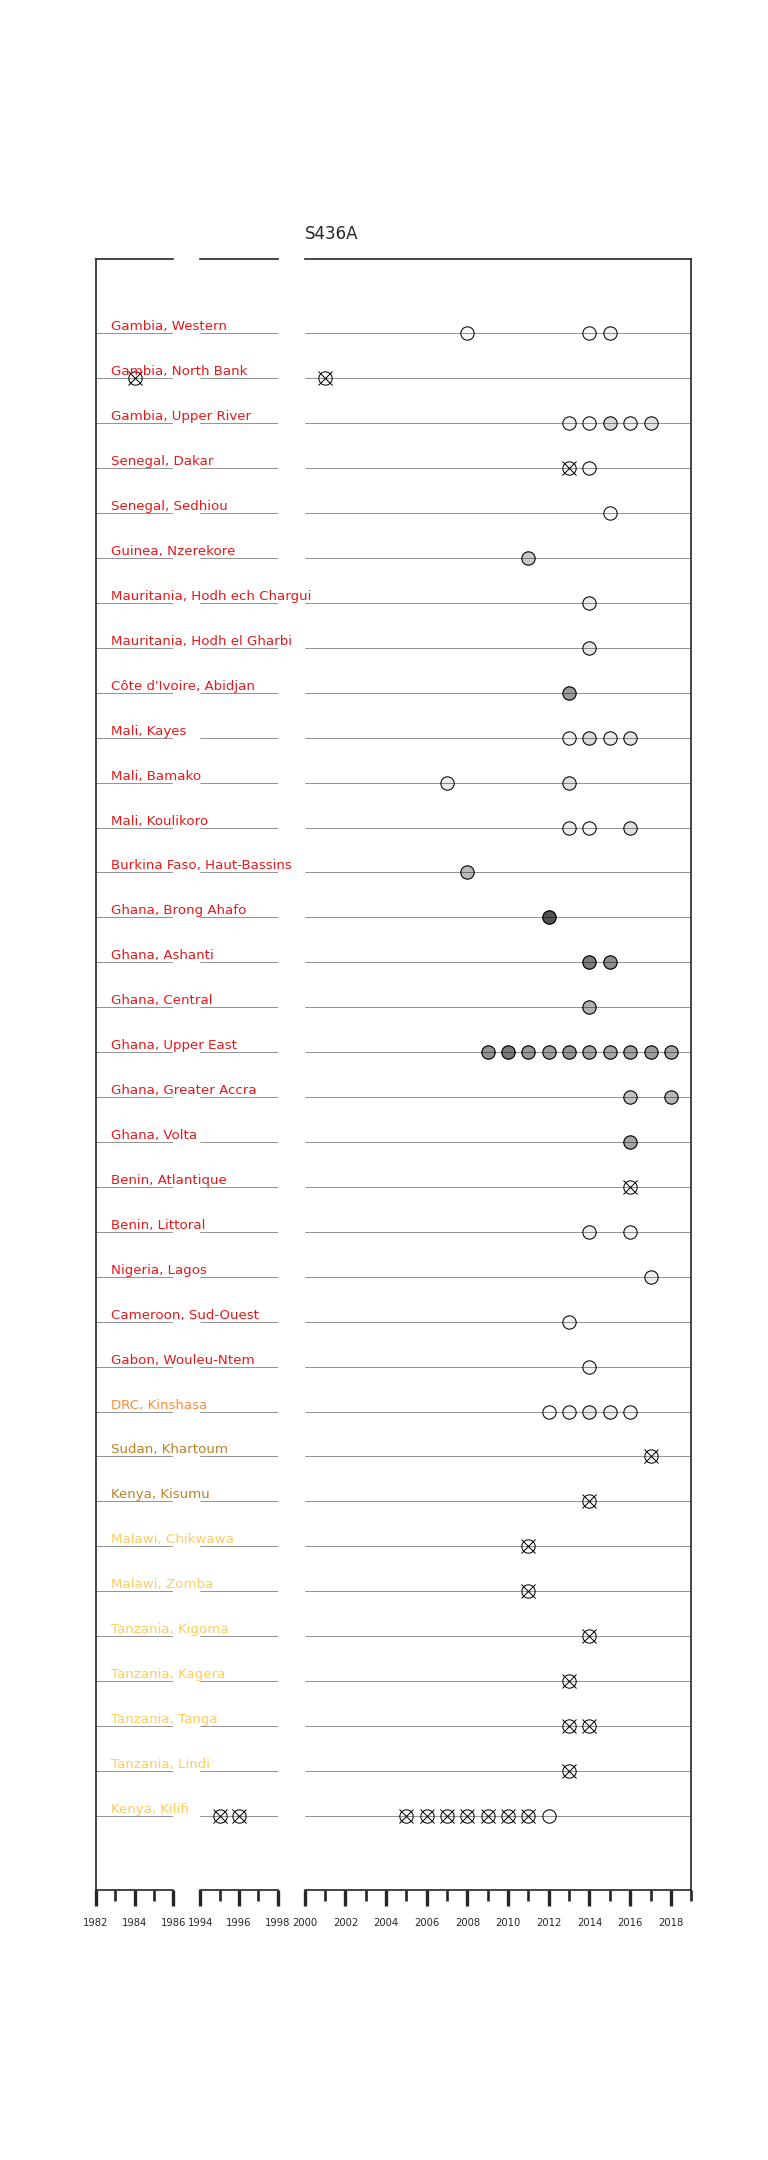 S436A
Gambia, Western
Gambia, North Bank
Gambia, Upper River
Senegal, Dakar
Senegal, Sedhiou
Guinea, Nzerekore
Mauritania, Hodh ech Chargui
Mauritania, Hodh el Gharbi
Côte d'Ivoire, Abidjan
Mali, Kayes
Mali, Bamako
Mali, Koulikoro
Burkina Faso, Haut-Bassins
Ghana, Brong Ahafo
Ghana, Ashanti
Ghana, Central
Ghana, Upper East
Ghana, Greater Accra
Ghana, Volta
Benin, Atlantique
Benin, Littoral
Nigeria, Lagos
Cameroon, Sud-Ouest
Gabon, Wouleu-Ntem
DRC, Kinshasa
Sudan, Khartoum
Kenya, Kisumu
Malawi, Chikwawa
Malawi, Zomba
Tanzania, Kigoma
Tanzania, Kagera
Tanzania, Tanga
Tanzania, Lindi
Kenya, Kilifi
1982 1984 1986 1994 1996 1998 2000 2002 2004 2006 2008 2010 2012 2014 2016 2018